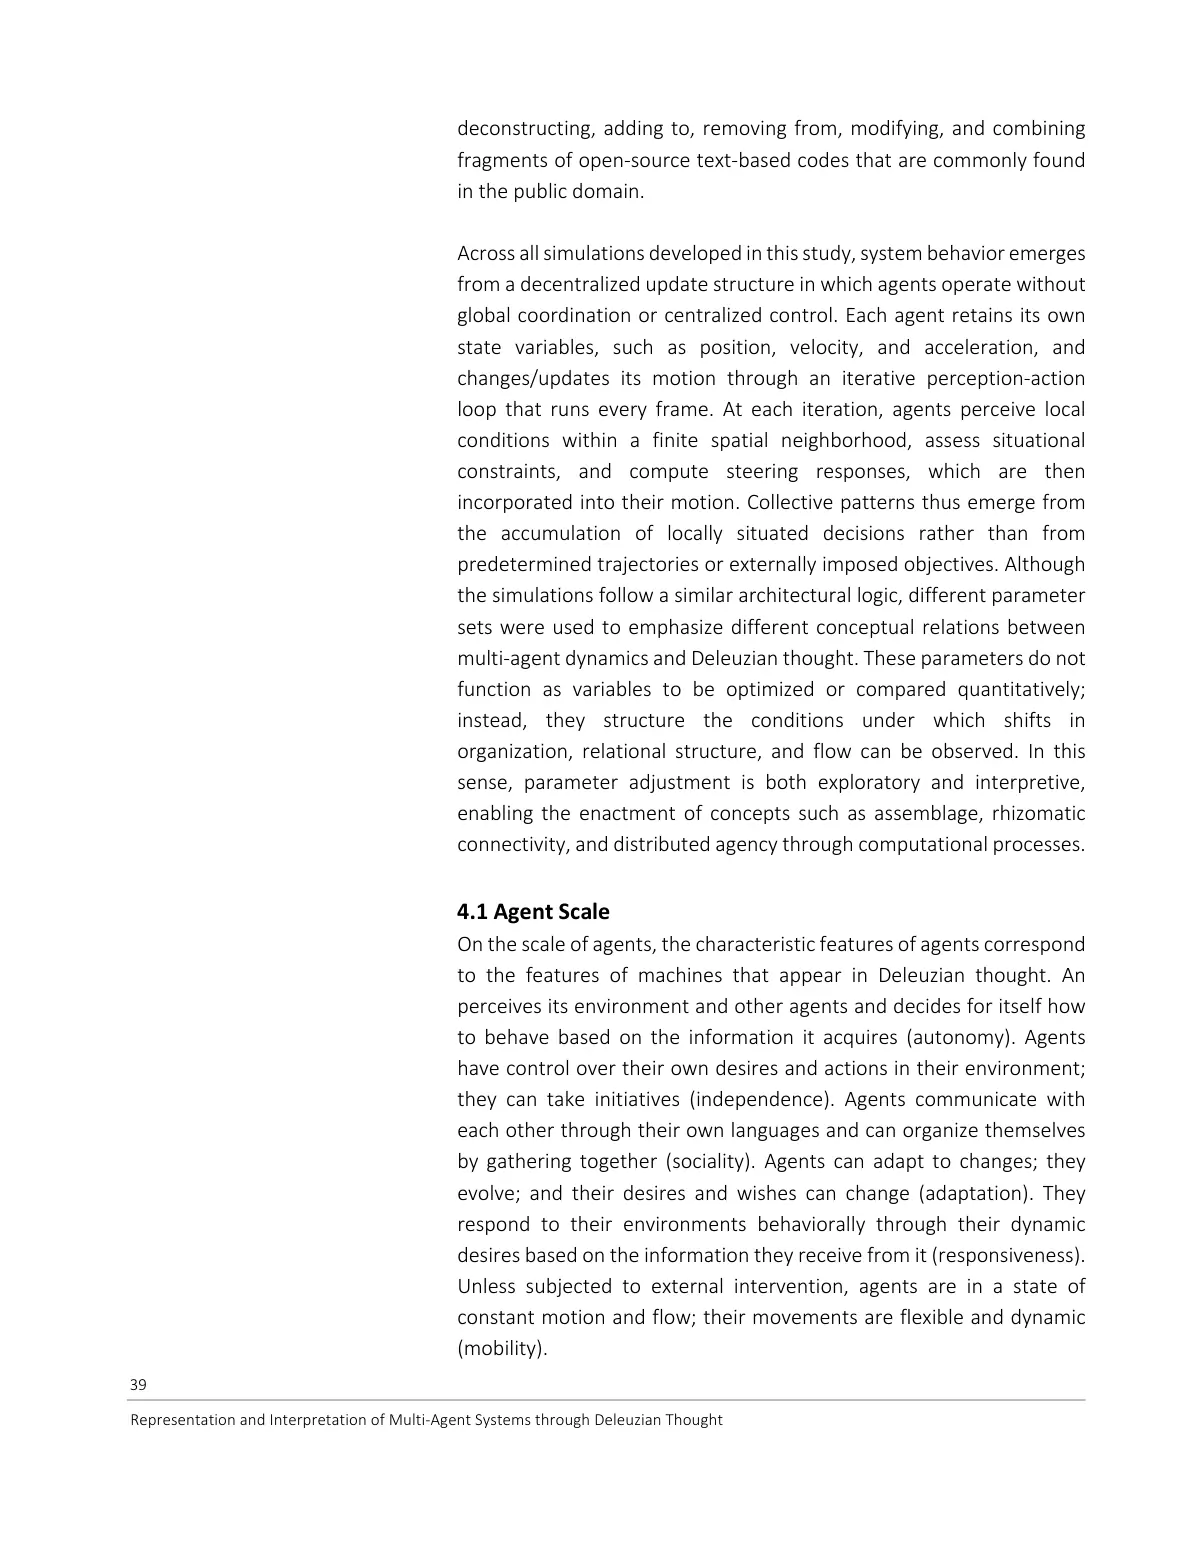 deconstructing, adding to, removing from, modifying, and combining
fragments of open-source text-based codes that are commonly found
in the public domain.
Across all simulations developed in this study, system behavior emerges
from a decentralized update structure in which agents operate without
global coordination or centralized control. Each agent retains its own
state variables, such as position, velocity, and acceleration, and
changes/updates its motion through an iterative perception-action
loop that runs every frame. At each iteration, agents perceive local
conditions within a finite spatial neighborhood, assess situational
constraints, and compute steering responses, which are then
incorporated into their motion. Collective patterns thus emerge from
the accumulation of locally situated decisions rather than from
predetermined trajectories or externally imposed objectives. Although
the simulations follow a similar architectural logic, different parameter
sets were used to emphasize different conceptual relations between
multi-agent dynamics and Deleuzian thought. These parameters do not
function as variables to be optimized or compared quantitatively;
instead, they structure the conditions under which shifts in
organization, relational structure, and flow can be observed. In this
sense, parameter adjustment is both exploratory and interpretive,
enabling the enactment of concepts such as assemblage, rhizomatic
connectivity, and distributed agency through computational processes.
4.1 Agent Scale
On the scale of agents, the characteristic features of agents correspond
to the features of machines that appear in Deleuzian thought. An
perceives its environment and other agents and decides for itself how
to behave based on the information it acquires (autonomy). Agents
have control over their own desires and actions in their environment;
they can take initiatives (independence). Agents communicate with
each other through their own languages and can organize themselves
by gathering together (sociality). Agents can adapt to changes; they
evolve; and their desires and wishes can change (adaptation). They
respond to their environments behaviorally through their dynamic
desires based on the information they receive from it (responsiveness).
Unless subjected to external intervention, agents are in a state of
constant motion and flow; their movements are flexible and dynamic
(mobility).
39
Representation and Interpretation of Multi-Agent Systems through Deleuzian Thought